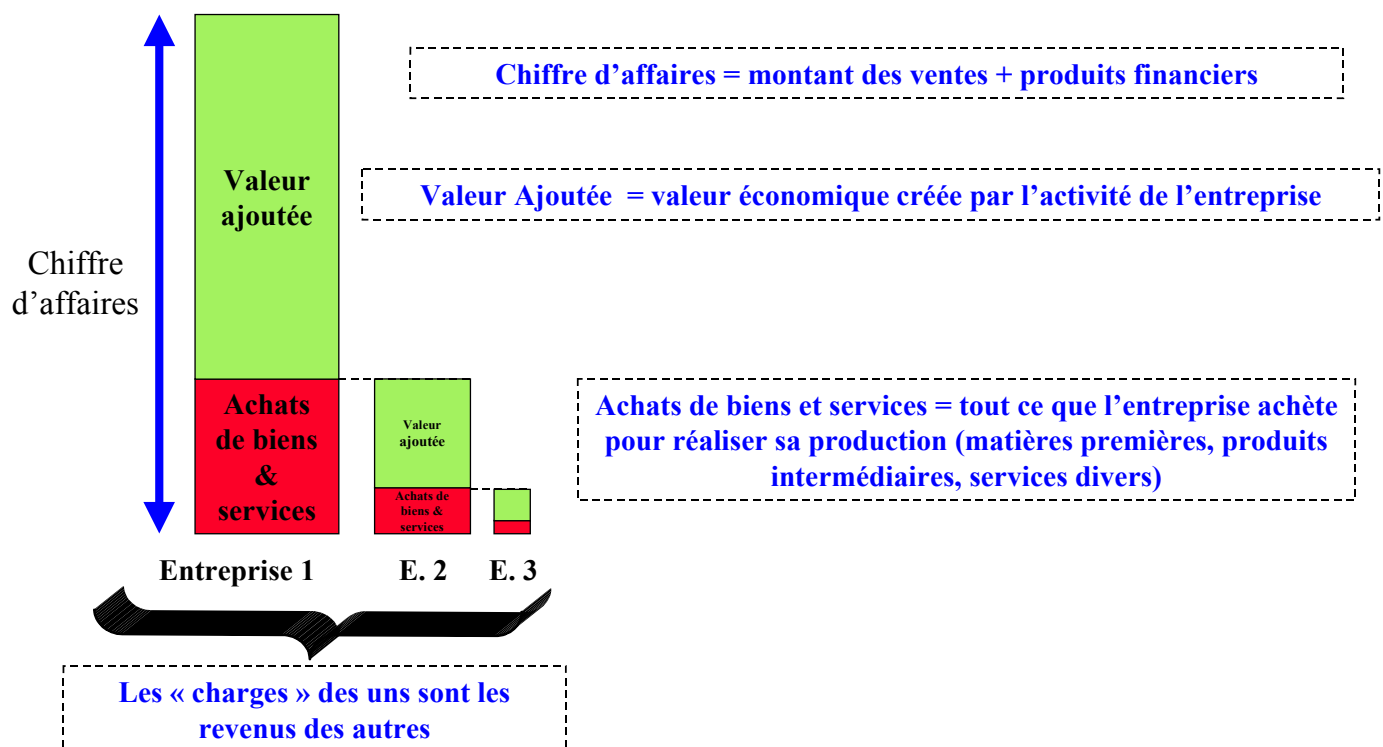 Chiffre d'affaires = montant des ventes + produits financiers
Valeur
ajoutée
Valeur Ajoutée = valeur économique créée par l'activité de l'entreprise
Chiffre
d'affaires
Achats
de biens
&
services
Valeur
ajoutée
Achats de
biens &
services
Achats de biens et services = tout ce que l'entreprise achète
pour réaliser sa production (matières premières, produits
intermédiaires, services divers)
Entreprise 1
E. 2
E. 3
Les « charges » des uns sont les
revenus des autres